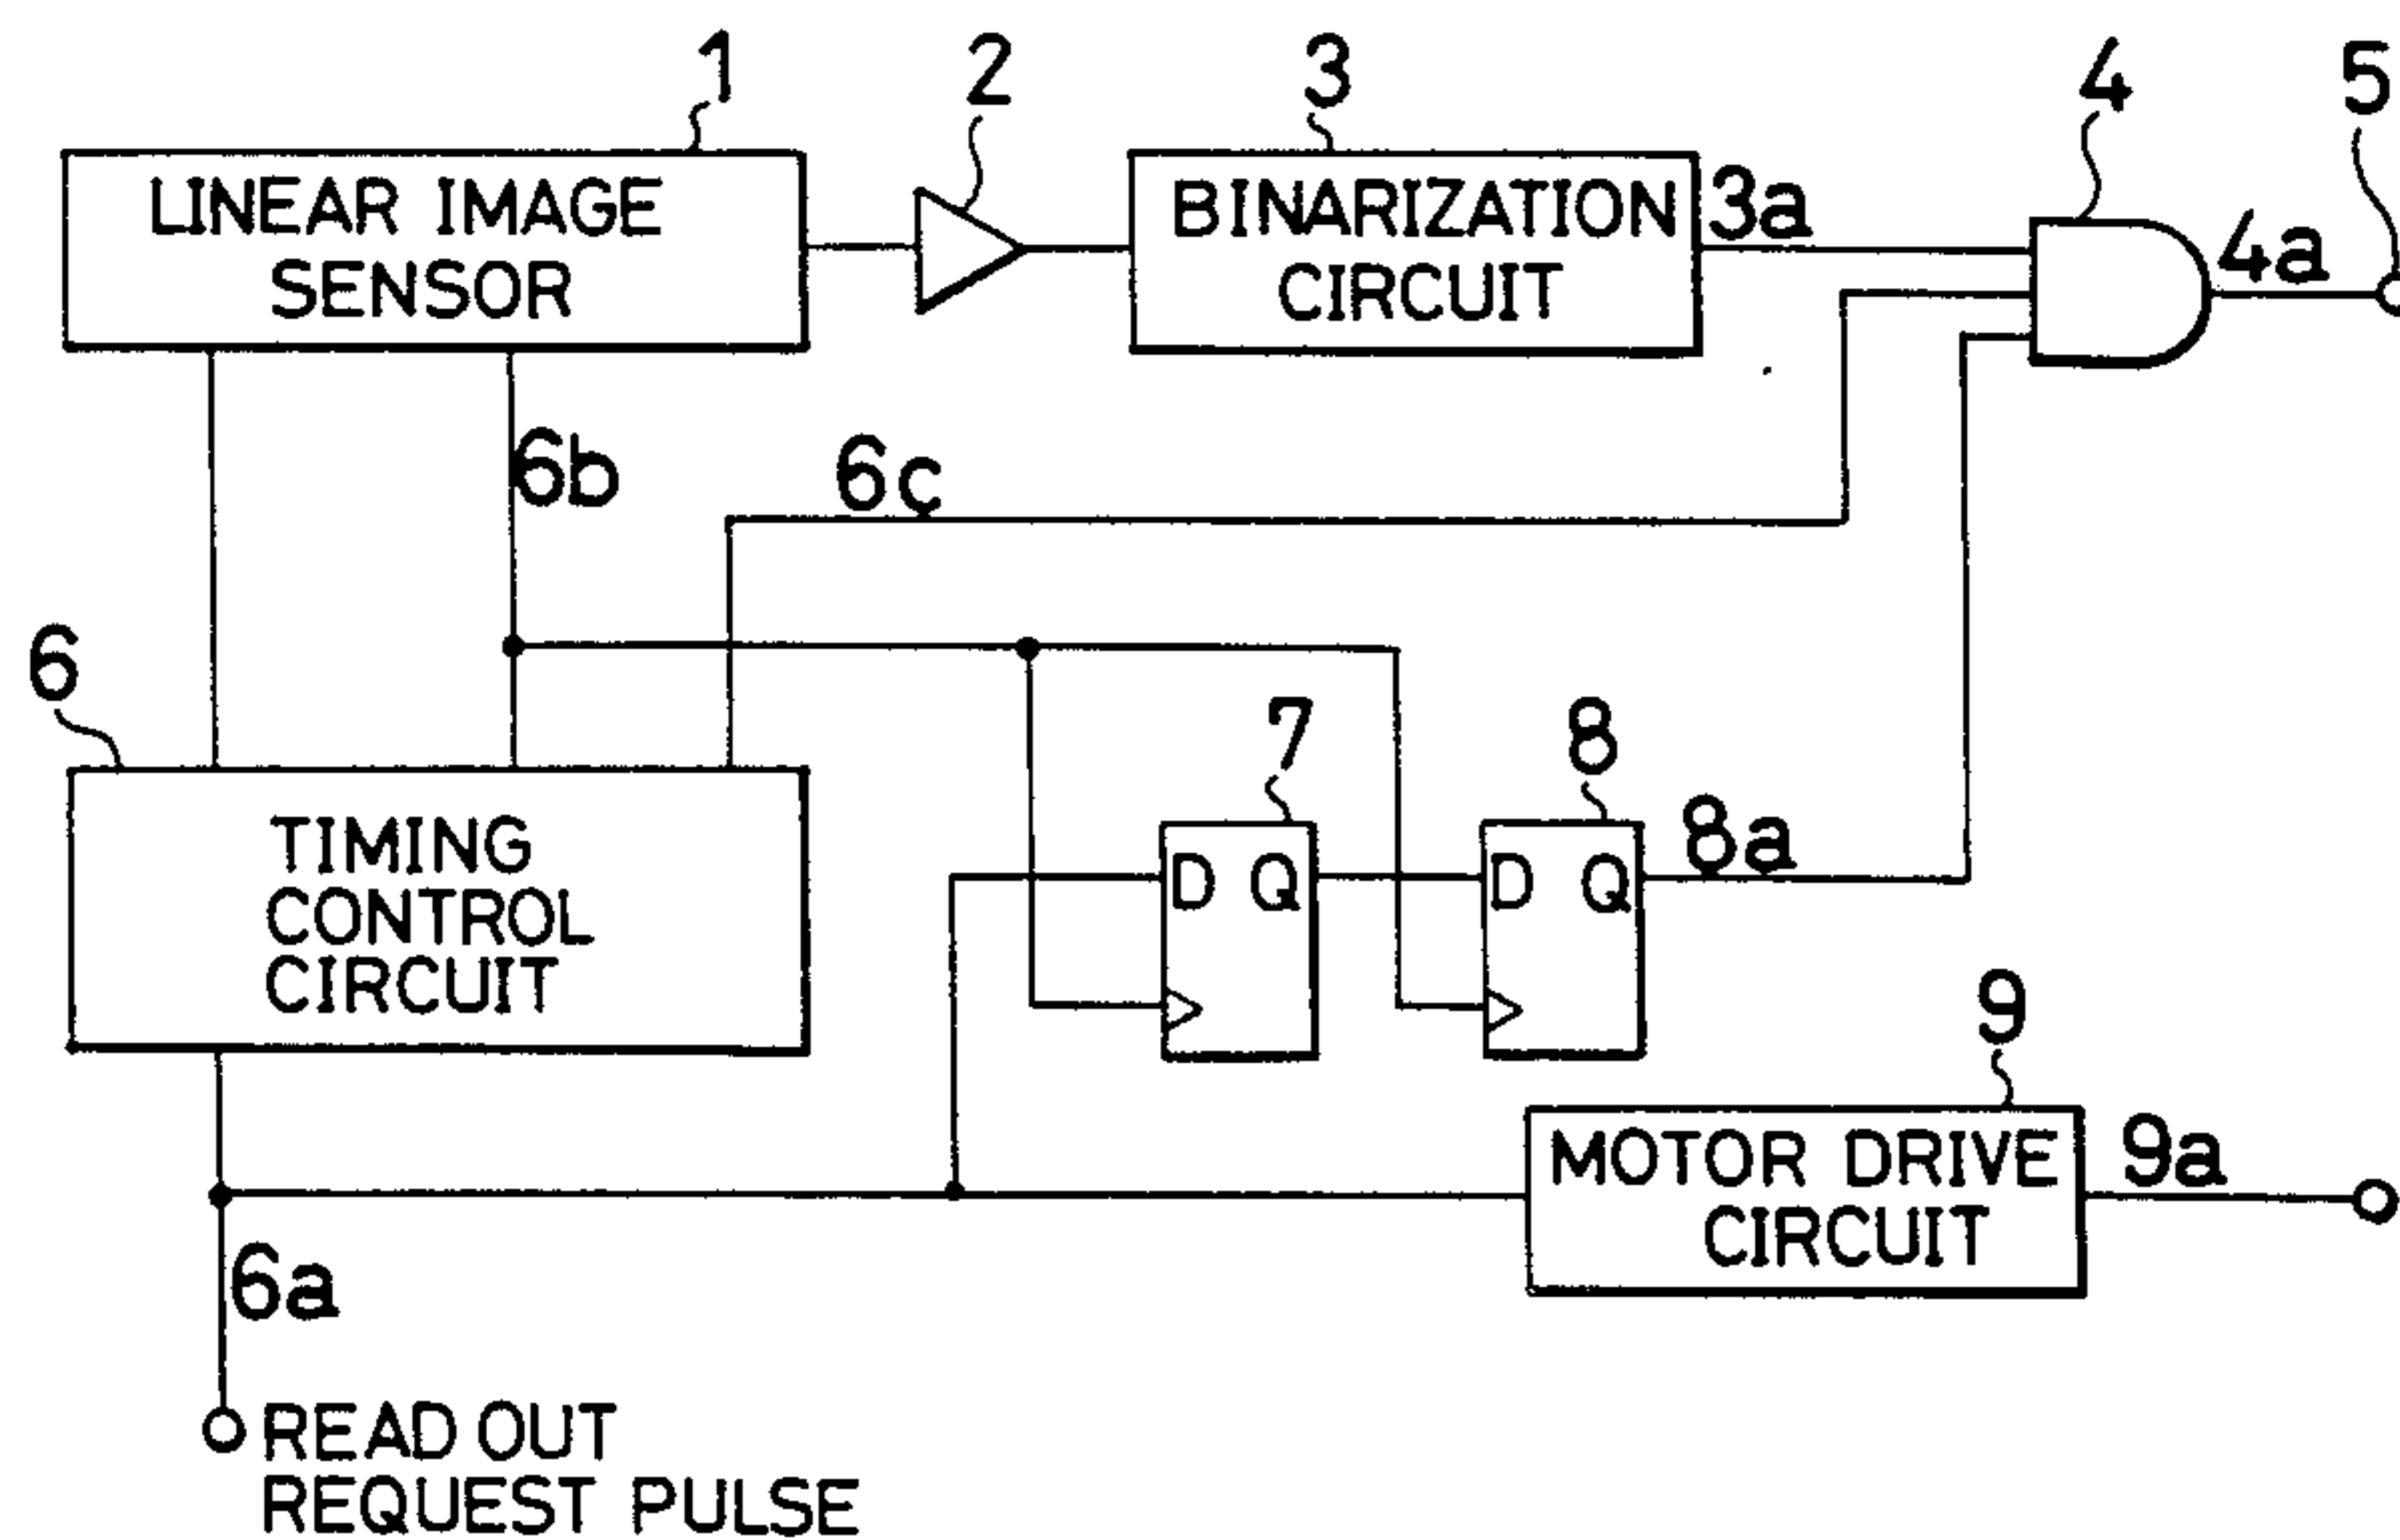 1
2
3
4
5
LINEAR IMAGE
SENSOR
BINARIZATION
CIRCUIT
3a
4a
6b
6c
6
7
8
TIMING
CONTROL
CIRCUIT
D Q
D Q
8a
9
MOTOR DRIVE
CIRCUIT
9a
6a
READ OUT
REQUEST PULSE